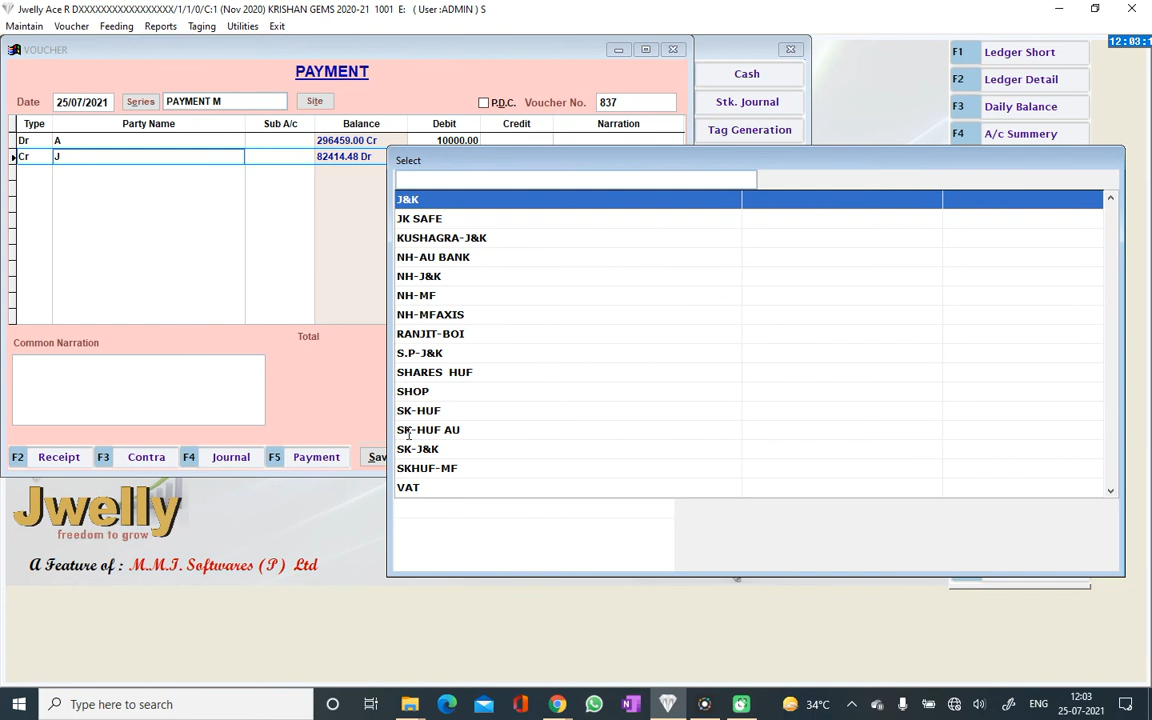 Jwelly Ace R DXXXXXXXXXXXXXXXXX/1/1/0/C:1 (Nov 2020) KRISHAN GEMS 2020-21 1001 E: ( User :ADMIN ) S
Maintain Voucher Feeding Reports Taging Utilities Exit
VOUCHER
PAYMENT
Date 25/07/2021 Series PAYMENT M Site P.D.C. Voucher No. 837
Type Party Name Sub A/c Balance Debit Credit Narration
Dr A 296459.00 Cr 10000.00
Cr J 82414.48 Dr
Total
Common Narration
F2 Receipt F3 Contra F4 Journal F5 Payment Sav
Cash
Stk. Journal
Tag Generation
12:03:1
F1 Ledger Short
F2 Ledger Detail
F3 Daily Balance
F4 A/c Summery
Select
J&K
JK SAFE
KUSHAGRA-J&K
NH-AU BANK
NH-J&K
NH-MF
NH-MFAXIS
RANJIT-BOI
S.P-J&K
SHARES HUF
SHOP
SK-HUF
SK-HUF AU
SK-J&K
SKHUF-MF
VAT
Jwelly
freedom to grow
A Feature of : M.M.I. Softwares (P) Ltd
Type here to search
34°C
ENG
12:03
25-07-2021